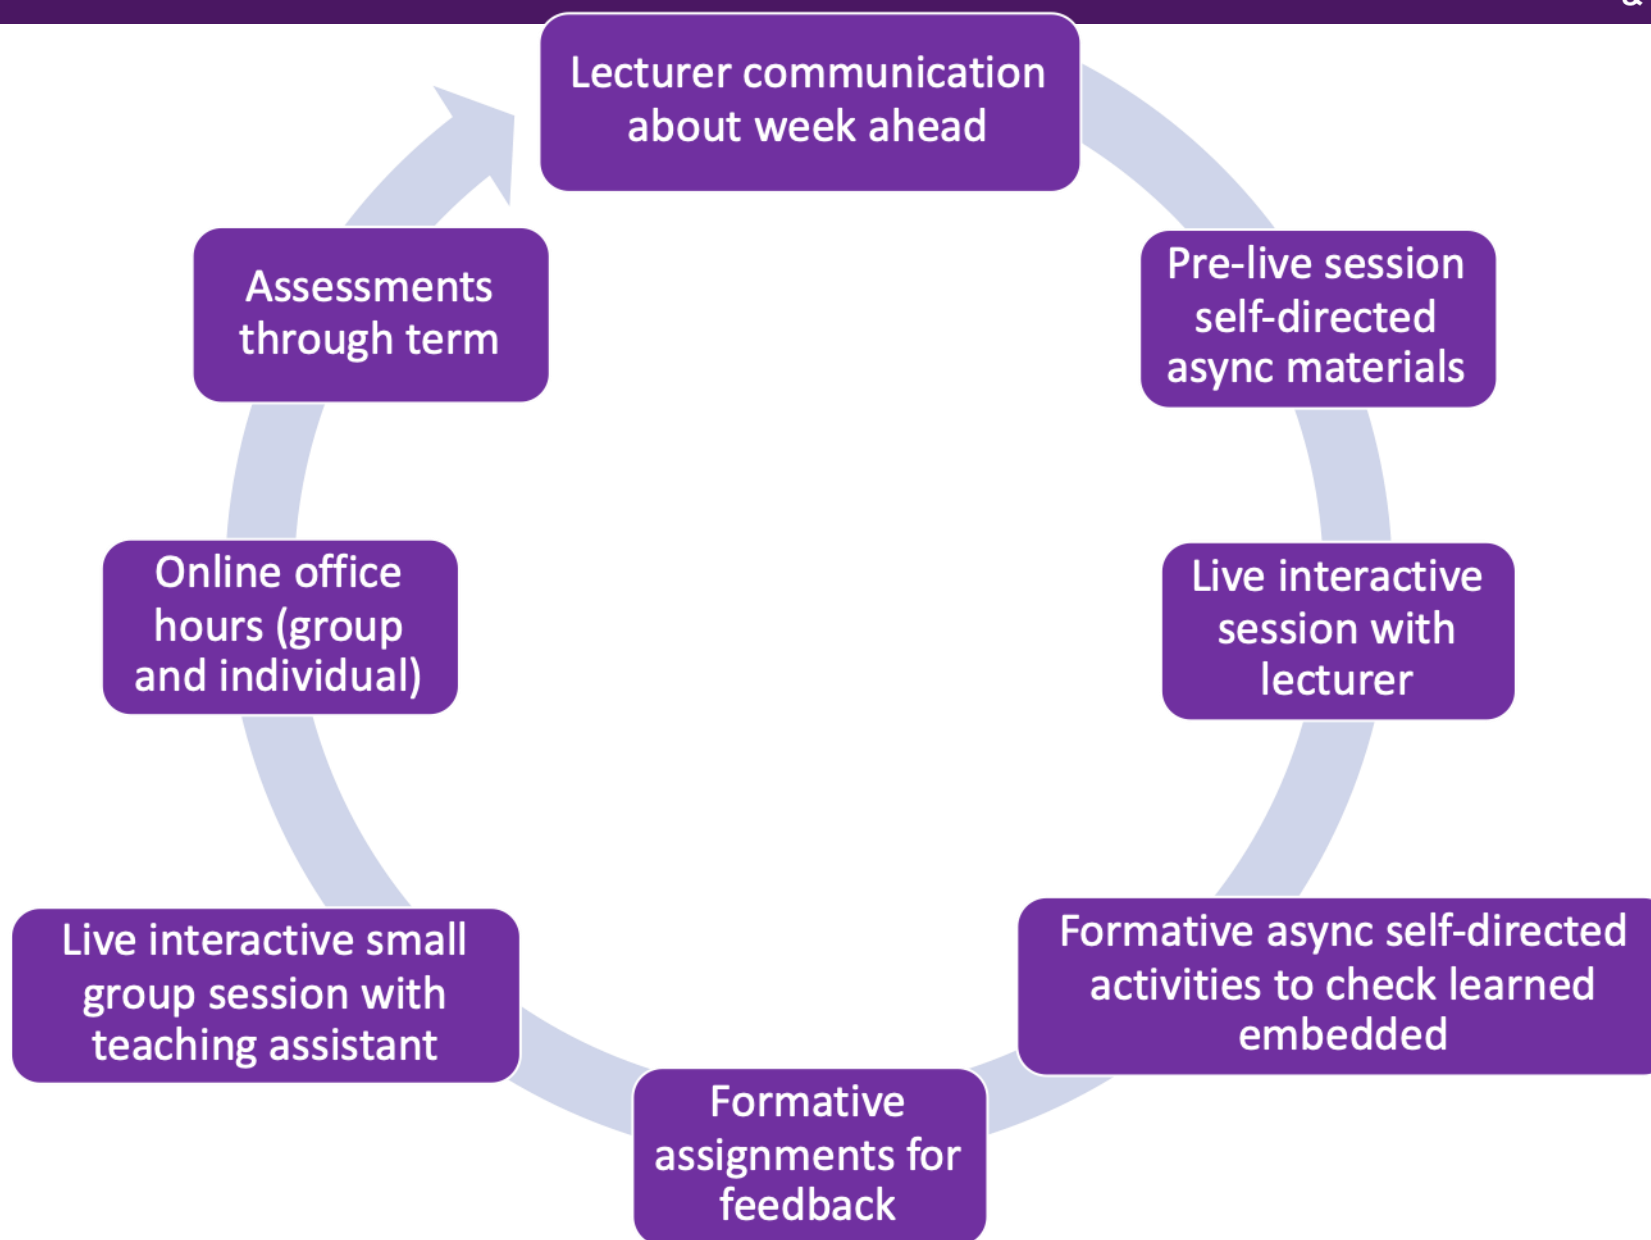 Lecturer communication
about week ahead
Pre-live session
self-directed
async materials
Live interactive
session with
lecturer
Formative async self-directed
activities to check learned
embedded
Formative
assignments for
feedback
Live interactive small
group session with
teaching assistant
Online office
hours (group
and individual)
Assessments
through term